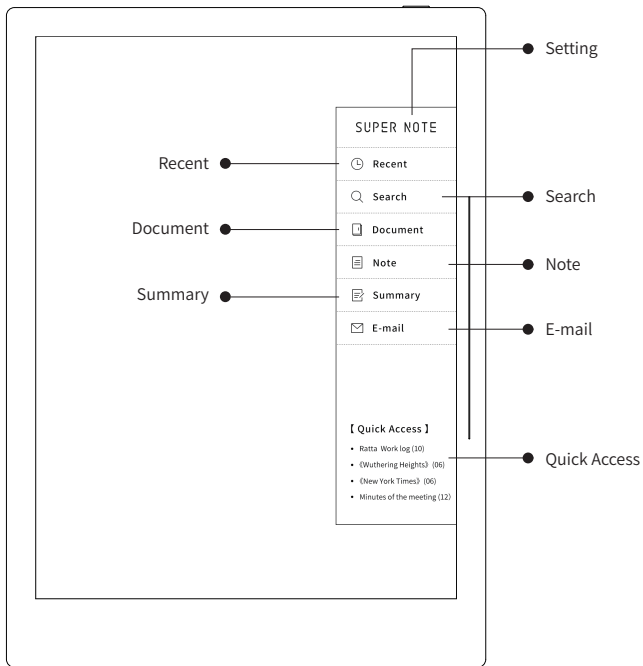 Setting
SUPER NOTE
Recent
Recent
Search
Search
Document
Document
Note
Note
Summary
Summary
E-mail
E-mail
【 Quick Access 】
• Ratta Work log (10)
• 《Wuthering Heights》 (06)
Quick Access
• 《New York Times》 (06)
• Minutes of the meeting (12)